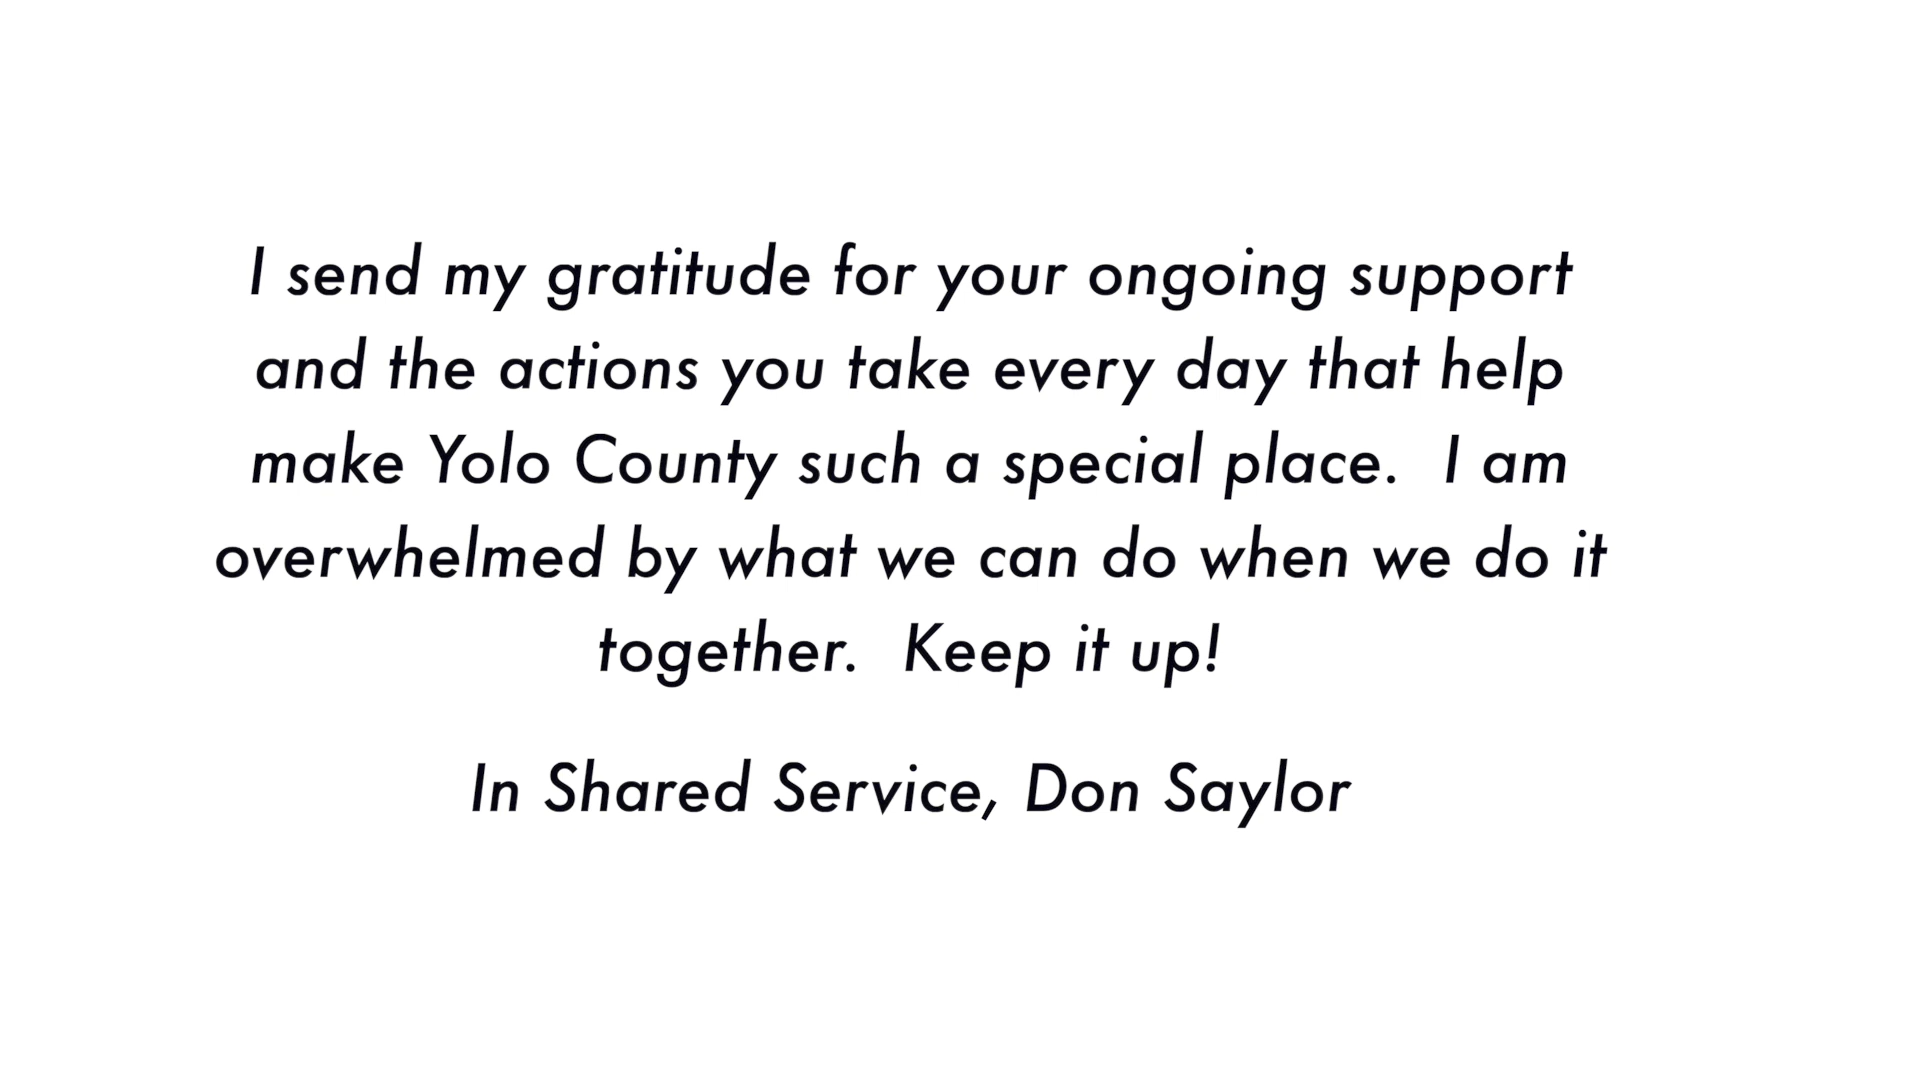 I send my gratitude for your ongoing support
and the actions you take every day that help
make Yolo County such a special place.  I am
overwhelmed by what we can do when we do it
together.  Keep it up!
In Shared Service, Don Saylor